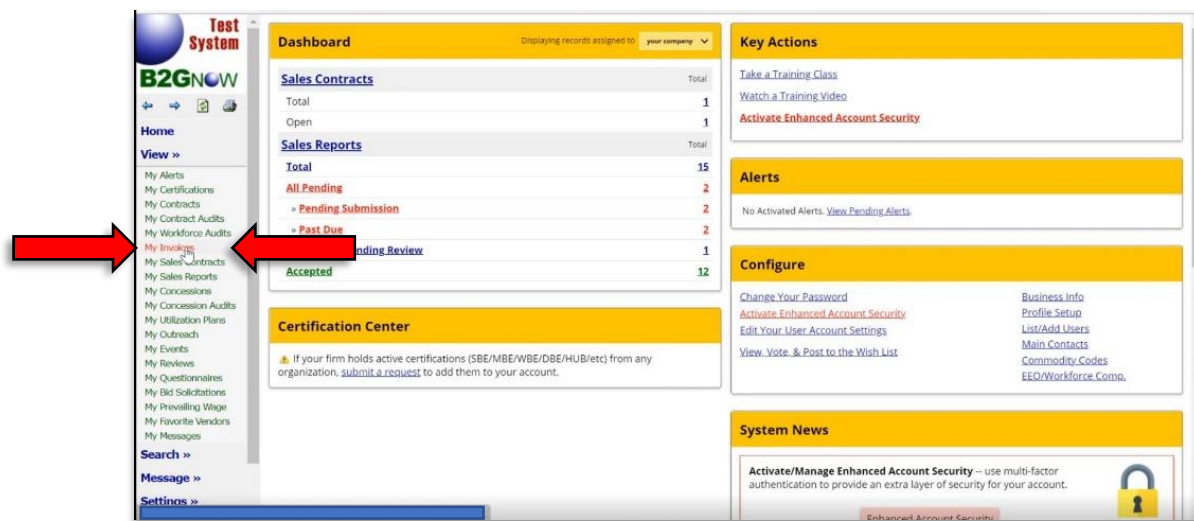 Test
System
B2GNOW
Home
View »
My Alerts
My Certifications
My Contracts
My Contract Audits
My Workforce Audits
My Invoices
My Sales Contracts
My Sales Reports
My Concessions
My Concession Audits
My Utilization Plans
My Outreach
My Events
My Reviews
My Questionnaires
My Bid Solicitations
My Prevailing Wage
My Favorite Vendors
My Messages
Search »
Message »
Settings »
Dashboard Displaying records assigned to your company
Sales Contracts Total
Total 1
Open 1
Sales Reports Total
Total 15
All Pending 2
» Pending Submission 2
» Past Due 2
nding Review 1
Accepted 12
Certification Center
If your firm holds active certifications (SBE/MBE/WBE/DBE/HUB/etc) from any
organization, submit a request to add them to your account.
Key Actions
Take a Training Class
Watch a Training Video
Activate Enhanced Account Security
Alerts
No Activated Alerts. View Pending Alerts.
Configure
Change Your Password
Activate Enhanced Account Security
Edit Your User Account Settings
View, Vote, & Post to the Wish List
Business Info
Profile Setup
List/Add Users
Main Contacts
Commodity Codes
EEO/Workforce Comp.
System News
Activate/Manage Enhanced Account Security -- use multi-factor
authentication to provide an extra layer of security for your account.
Enhanced Account Security